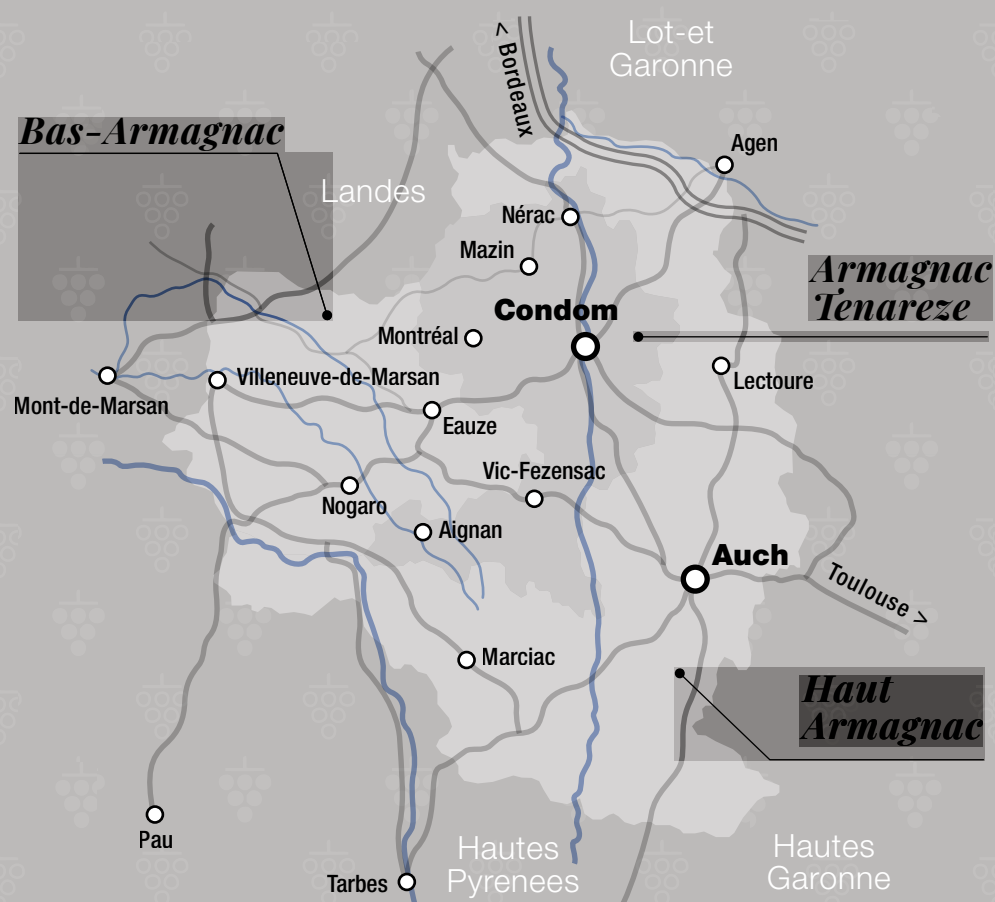 < Bordeaux
Lot-et
Garonne
Bas-Armagnac
Agen
Landes
Nérac
Mazin
Armagnac
Tenareze
Condom
Montréal
Lectoure
Mont-de-Marsan
Villeneuve-de-Marsan
Eauze
Vic-Fezensac
Nogaro
Aignan
Auch
Toulouse >
Marciac
Haut
Armagnac
Pau
Hautes
Pyrenees
Hautes
Garonne
Tarbes